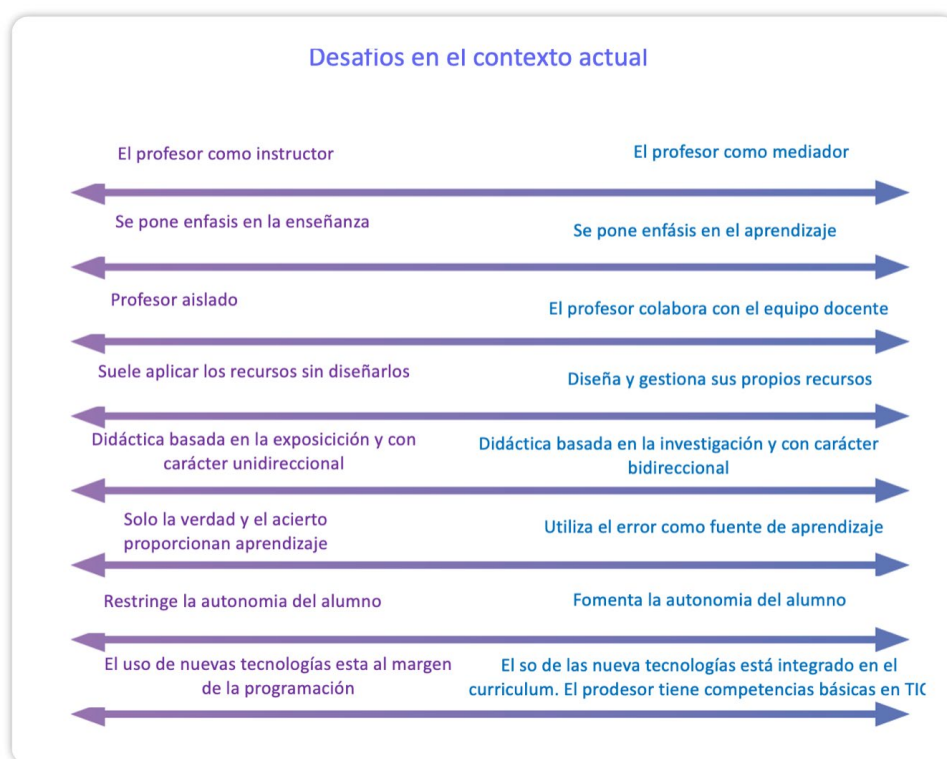 Desafios en el contexto actual
El profesor como instructor
El profesor como mediador
Se pone enfasis en la enseñanza
Se pone enfásis en el aprendizaje
Profesor aislado
El profesor colabora con el equipo docente
Suele aplicar los recursos sin diseñarlos
Diseña y gestiona sus propios recursos
Didáctica basada en la exposicición y con
carácter unidireccional
Didáctica basada en la investigación y con carácter
bidireccional
Solo la verdad y el acierto
proporcionan aprendizaje
Utiliza el error como fuente de aprendizaje
Restringe la autonomia del alumno
Fomenta la autonomia del alumno
El uso de nuevas tecnologías esta al margen
de la programación
El so de las nueva tecnologías está integrado en el
curriculum. El prodesor tiene competencias básicas en TIC